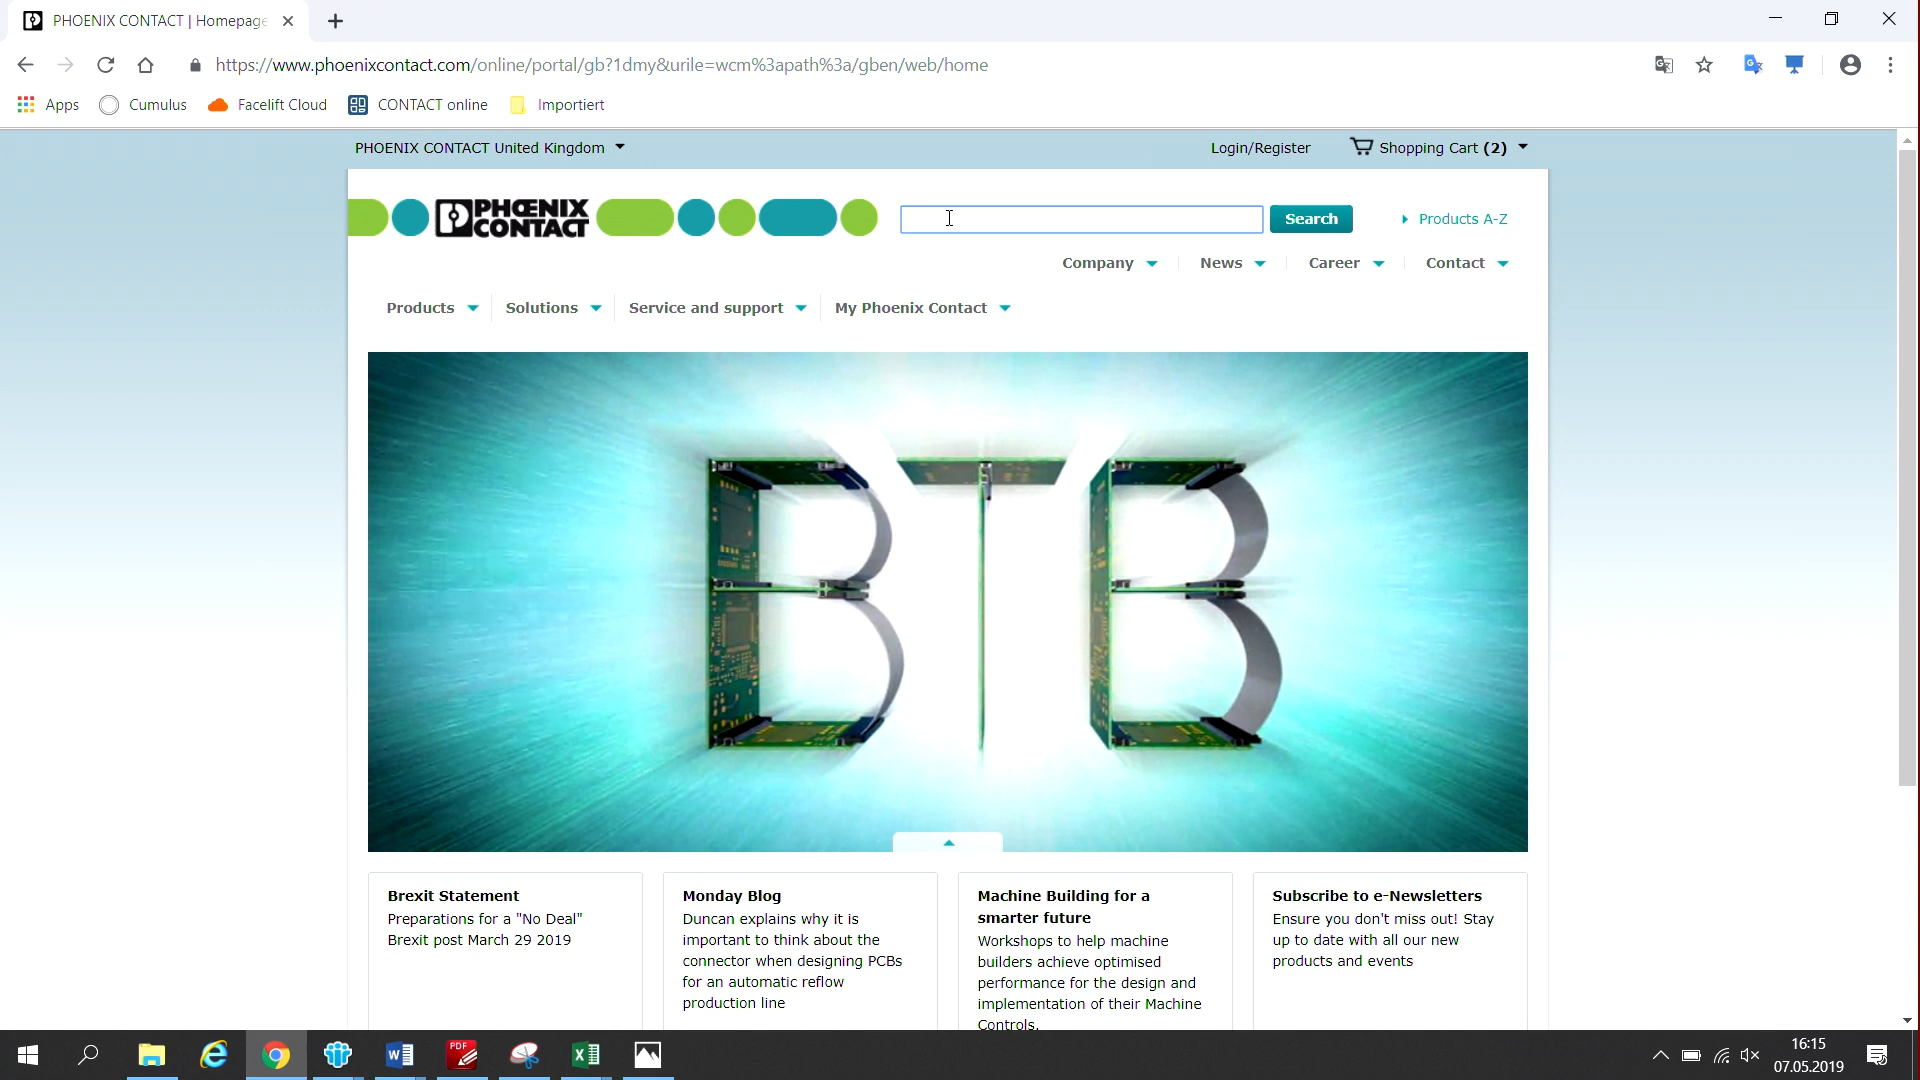 PHOENIX CONTACT | Homepage
https://www.phoenixcontact.com/online/portal/gb?1dmy&urile=wcm%3apath%3a/gben/web/home
Apps Cumulus Facelift Cloud CONTACT online Importiert
PHOENIX CONTACT United Kingdom Login/Register Shopping Cart (2)
PHŒNIX
CONTACT
Search Products A-Z
Company News Career Contact
Products Solutions Service and support My Phoenix Contact
BTB
Brexit Statement
Preparations for a "No Deal"
Brexit post March 29 2019
Monday Blog
Duncan explains why it is
important to think about the
connector when designing PCBs
for an automatic reflow
production line
Machine Building for a
smarter future
Workshops to help machine
builders achieve optimised
performance for the design and
implementation of their Machine
Controls.
Subscribe to e-Newsletters
Ensure you don't miss out! Stay
up to date with all our new
products and events
16:15
07.05.2019